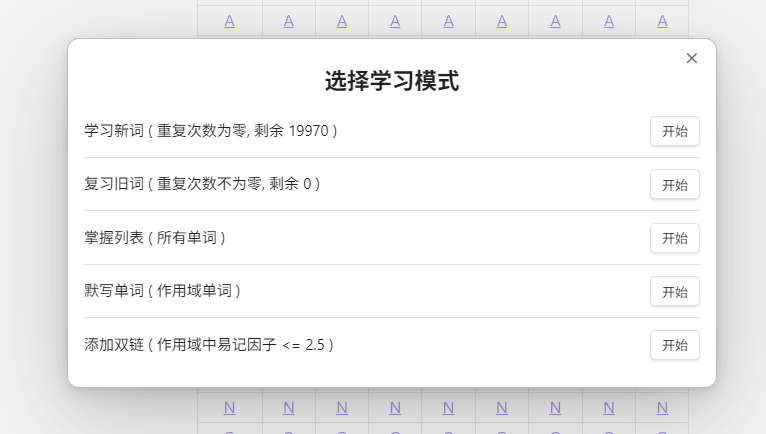 A A A A A A A A A
选择学习模式
学习新词 ( 重复次数为零, 剩余 19970 ) 开始
复习旧词 ( 重复次数不为零, 剩余 0 ) 开始
掌握列表 ( 所有单词 ) 开始
默写单词 ( 作用域单词 ) 开始
添加双链 ( 作用域中易记因子 <= 2.5 ) 开始
N N N N N N N N N